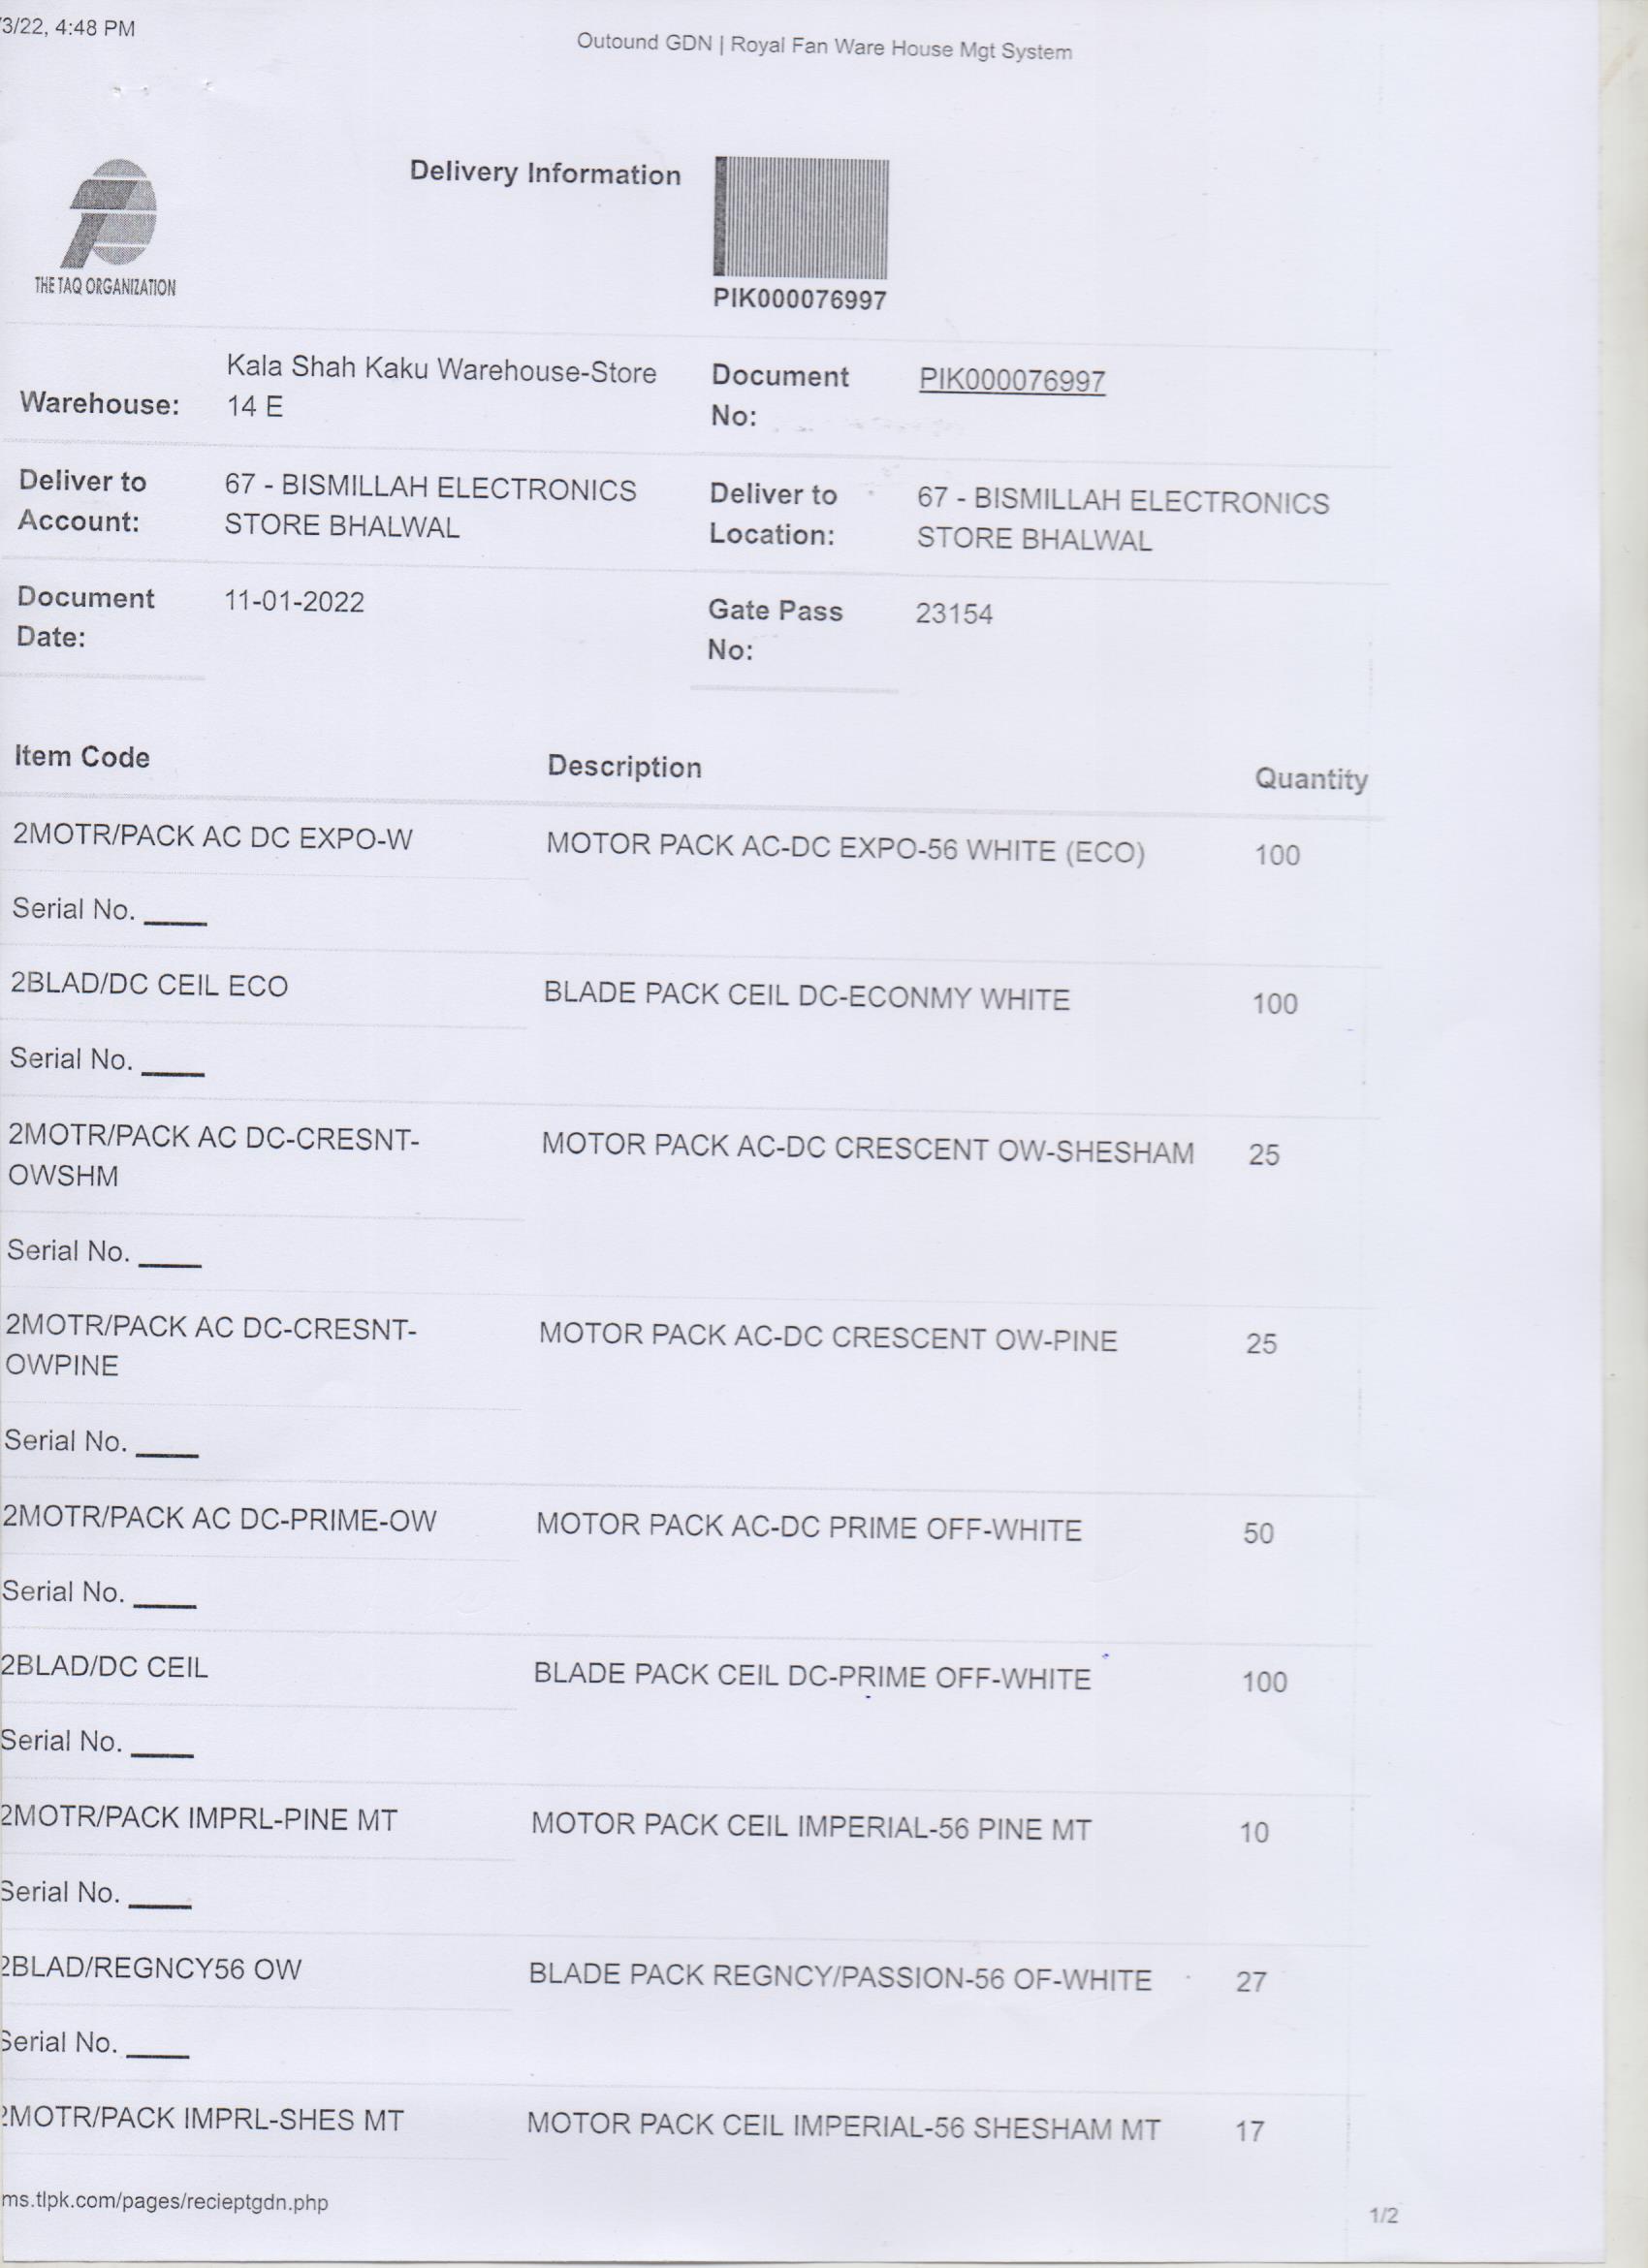 /3/22, 4:48 PM
Outound GDN | Royal Fan Ware House Mgt System
THE TAQ ORGANIZATION
Delivery Information
PIK000076997
Warehouse: Kala Shah Kaku Warehouse-Store 14 E
Document No: PIK000076997
Deliver to Account: 67 - BISMILLAH ELECTRONICS STORE BHALWAL
Deliver to Location: 67 - BISMILLAH ELECTRONICS STORE BHALWAL
Document Date: 11-01-2022
Gate Pass No: 23154
Item Code Description Quantity
2MOTR/PACK AC DC EXPO-W MOTOR PACK AC-DC EXPO-56 WHITE (ECO) 100
Serial No. ____
2BLAD/DC CEIL ECO BLADE PACK CEIL DC-ECONMY WHITE 100
Serial No. ____
2MOTR/PACK AC DC-CRESNT- MOTOR PACK AC-DC CRESCENT OW-SHESHAM 25
OWSHM
Serial No. ____
2MOTR/PACK AC DC-CRESNT- MOTOR PACK AC-DC CRESCENT OW-PINE 25
OWPINE
Serial No. ____
2MOTR/PACK AC DC-PRIME-OW MOTOR PACK AC-DC PRIME OFF-WHITE 50
Serial No. ____
2BLAD/DC CEIL BLADE PACK CEIL DC-PRIME OFF-WHITE 100
Serial No. ____
2MOTR/PACK IMPRL-PINE MT MOTOR PACK CEIL IMPERIAL-56 PINE MT 10
Serial No. ____
2BLAD/REGNCY56 OW BLADE PACK REGNCY/PASSION-56 OF-WHITE 27
Serial No. ____
2MOTR/PACK IMPRL-SHES MT MOTOR PACK CEIL IMPERIAL-56 SHESHAM MT 17
ms.tlpk.com/pages/recieptgdn.php
1/2